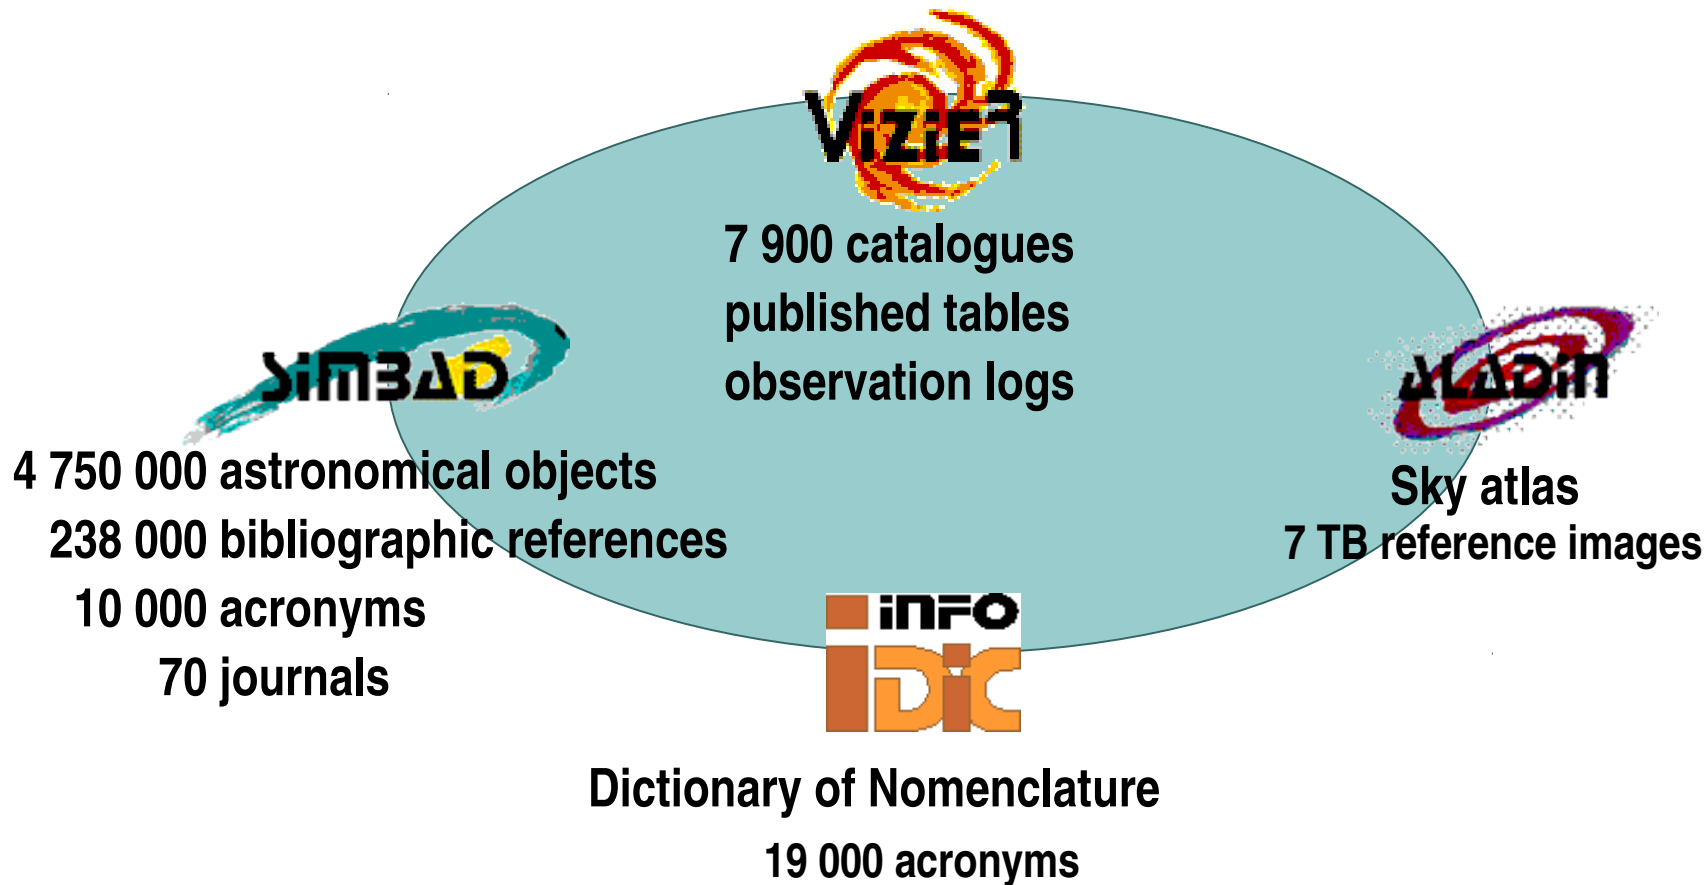 ViZiER
7 900 catalogues
published tables
observation logs
SiMBAD
4 750 000 astronomical objects
238 000 bibliographic references
10 000 acronyms
70 journals
ALADiN
Sky atlas
7 TB reference images
iNFO
DiC
Dictionary of Nomenclature
19 000 acronyms